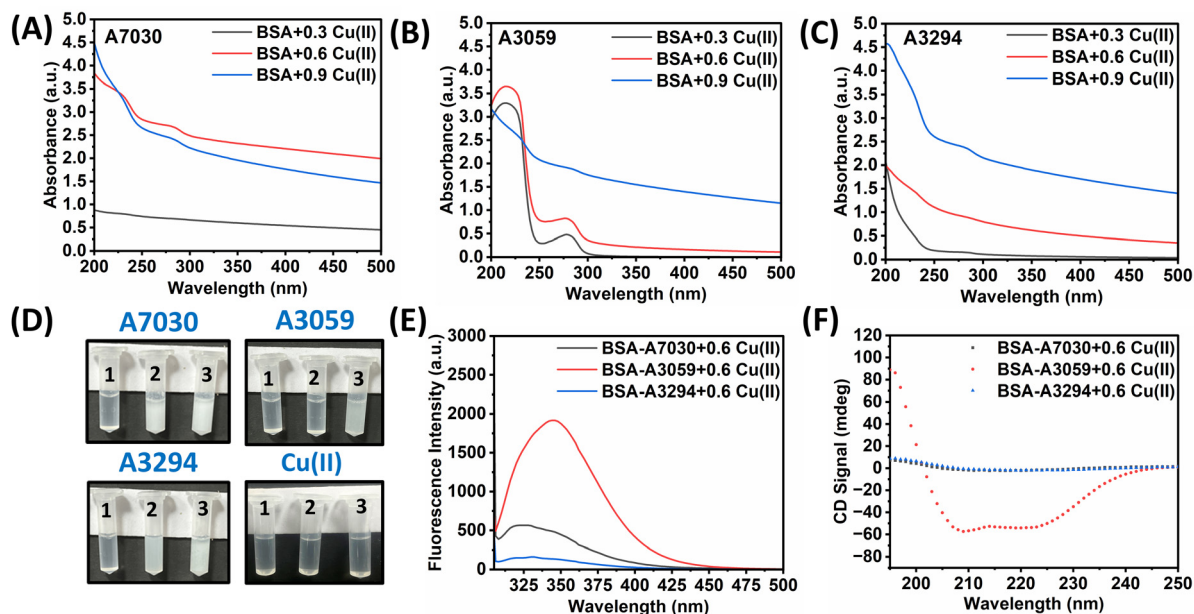 (A)
A7030
BSA+0.3 Cu(II)
BSA+0.6 Cu(II)
BSA+0.9 Cu(II)
5.0
4.5
4.0
3.5
3.0
2.5
2.0
1.5
1.0
0.5
0.0
Absorbance (a.u.)
200 250 300 350 400 450 500
Wavelength (nm)
(B)
A3059
BSA+0.3 Cu(II)
BSA+0.6 Cu(II)
BSA+0.9 Cu(II)
5.0
4.5
4.0
3.5
3.0
2.5
2.0
1.5
1.0
0.5
0.0
Absorbance (a.u.)
200 250 300 350 400 450 500
Wavelength (nm)
(C)
A3294
BSA+0.3 Cu(II)
BSA+0.6 Cu(II)
BSA+0.9 Cu(II)
5.0
4.5
4.0
3.5
3.0
2.5
2.0
1.5
1.0
0.5
0.0
Absorbance (a.u.)
200 250 300 350 400 450 500
Wavelength (nm)
(D)
A7030
1 2 3
A3059
1 2 3
A3294
1 2 3
Cu(II)
1 2 3
(E)
BSA-A7030+0.6 Cu(II)
BSA-A3059+0.6 Cu(II)
BSA-A3294+0.6 Cu(II)
3000
2500
2000
1500
1000
500
0
Fluorescence Intensity (a.u.)
325 350 375 400 425 450 475 500
Wavelength (nm)
(F)
BSA-A7030+0.6 Cu(II)
BSA-A3059+0.6 Cu(II)
BSA-A3294+0.6 Cu(II)
120
100
80
60
40
20
0
−20
−40
−60
−80
CD Signal (mdeg)
200 210 220 230 240 250
Wavelength (nm)